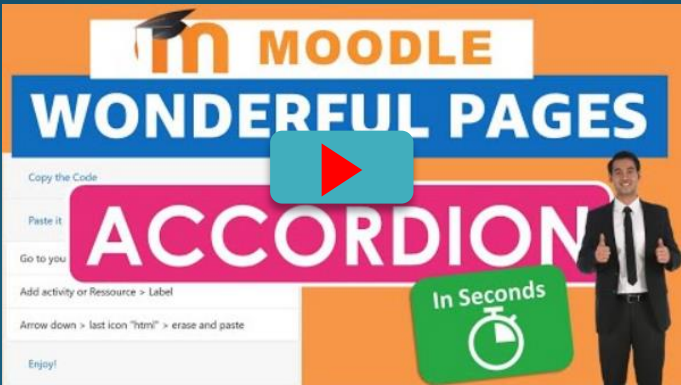 m MOODLE
WONDERFUL PAGES
Copy the Code
Paste it
ACCORDION
Go to you
Add activity or Ressource > Label
In Seconds
Arrow down > last icon "html" > erase and paste
Enjoy!